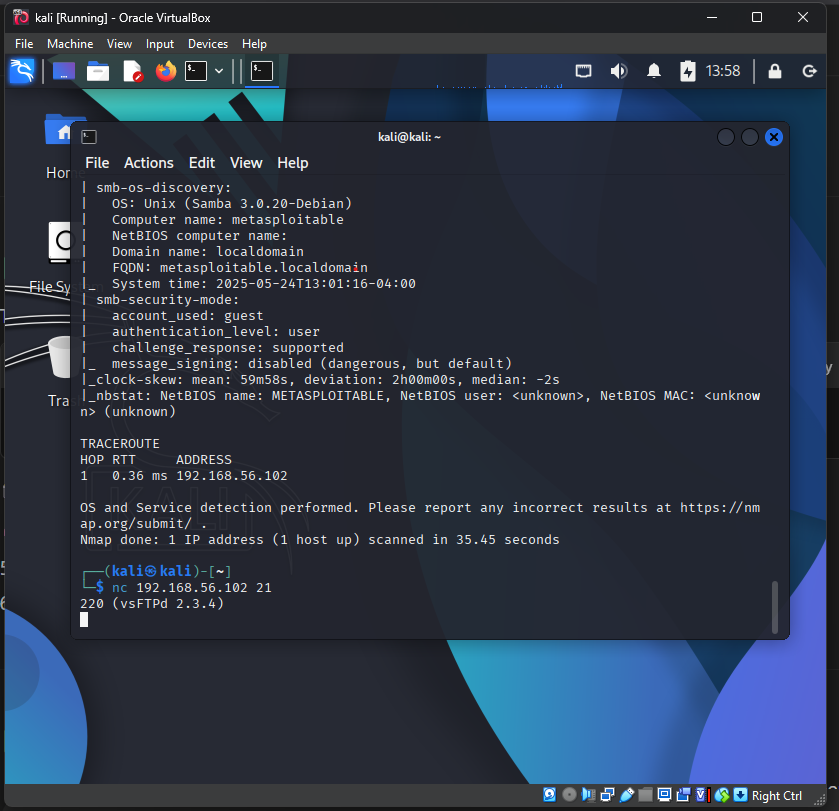 kali [Running] - Oracle VirtualBox
File Machine View Input Devices Help
13:58
Home
File Sys
Tras
kali@kali: ~
File Actions Edit View Help
| smb-os-discovery:
|   OS: Unix (Samba 3.0.20-Debian)
|   Computer name: metasploitable
|   NetBIOS computer name:
|   Domain name: localdomain
|   FQDN: metasploitable.localdomain
|_  System time: 2025-05-24T13:01:16-04:00
| smb-security-mode:
|   account_used: guest
|   authentication_level: user
|   challenge_response: supported
|_  message_signing: disabled (dangerous, but default)
|_clock-skew: mean: 59m58s, deviation: 2h00m00s, median: -2s
|_nbstat: NetBIOS name: METASPLOITABLE, NetBIOS user: <unknown>, NetBIOS MAC: <unknow
n> (unknown)
TRACEROUTE
HOP RTT     ADDRESS
1   0.36 ms 192.168.56.102
OS and Service detection performed. Please report any incorrect results at https://nm
ap.org/submit/ .
Nmap done: 1 IP address (1 host up) scanned in 35.45 seconds
┌──(kali㉿kali)-[~]
└─$ nc 192.168.56.102 21
220 (vsFTPd 2.3.4)
Right Ctrl